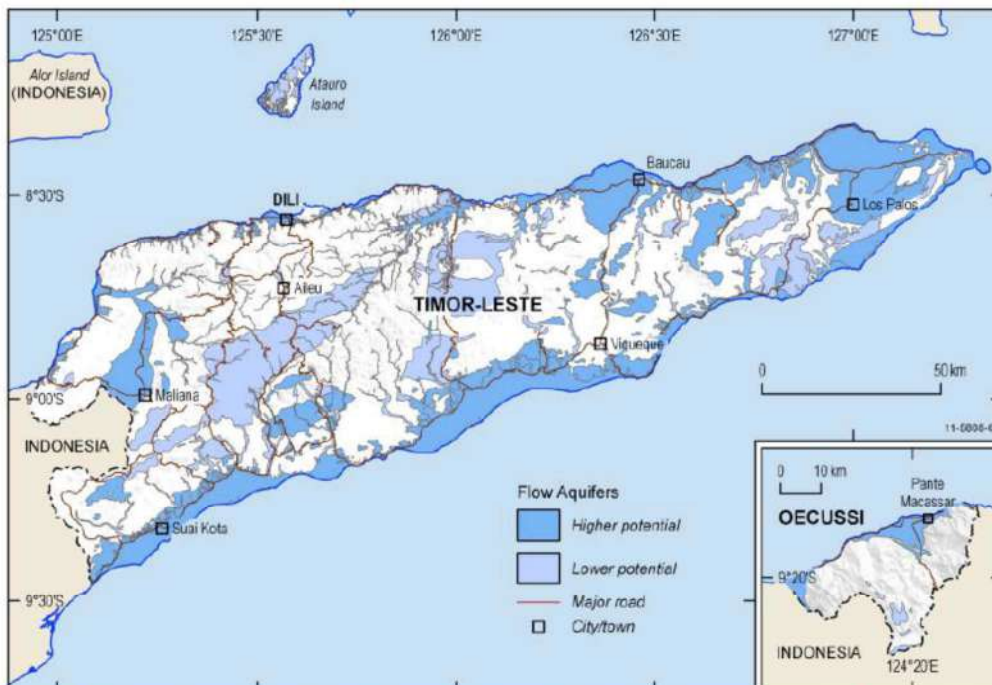 125°00'E
125°30'E
126°00'E
126°30'E
127°00'E
Alor Island
(INDONESIA)
Atauro
Island
8°30'S
Baucau
DILI
Los Palos
Aileu
TIMOR-LESTE
Viqueque
9°00'S
Maliana
0 50 km
INDONESIA
Suai Kota
Flow Aquifers
Higher potential
Lower potential
Major road
City/town
9°30'S
0 10 km
Pante
Macassar
OECUSSI
9°20'S
INDONESIA
124°20'E